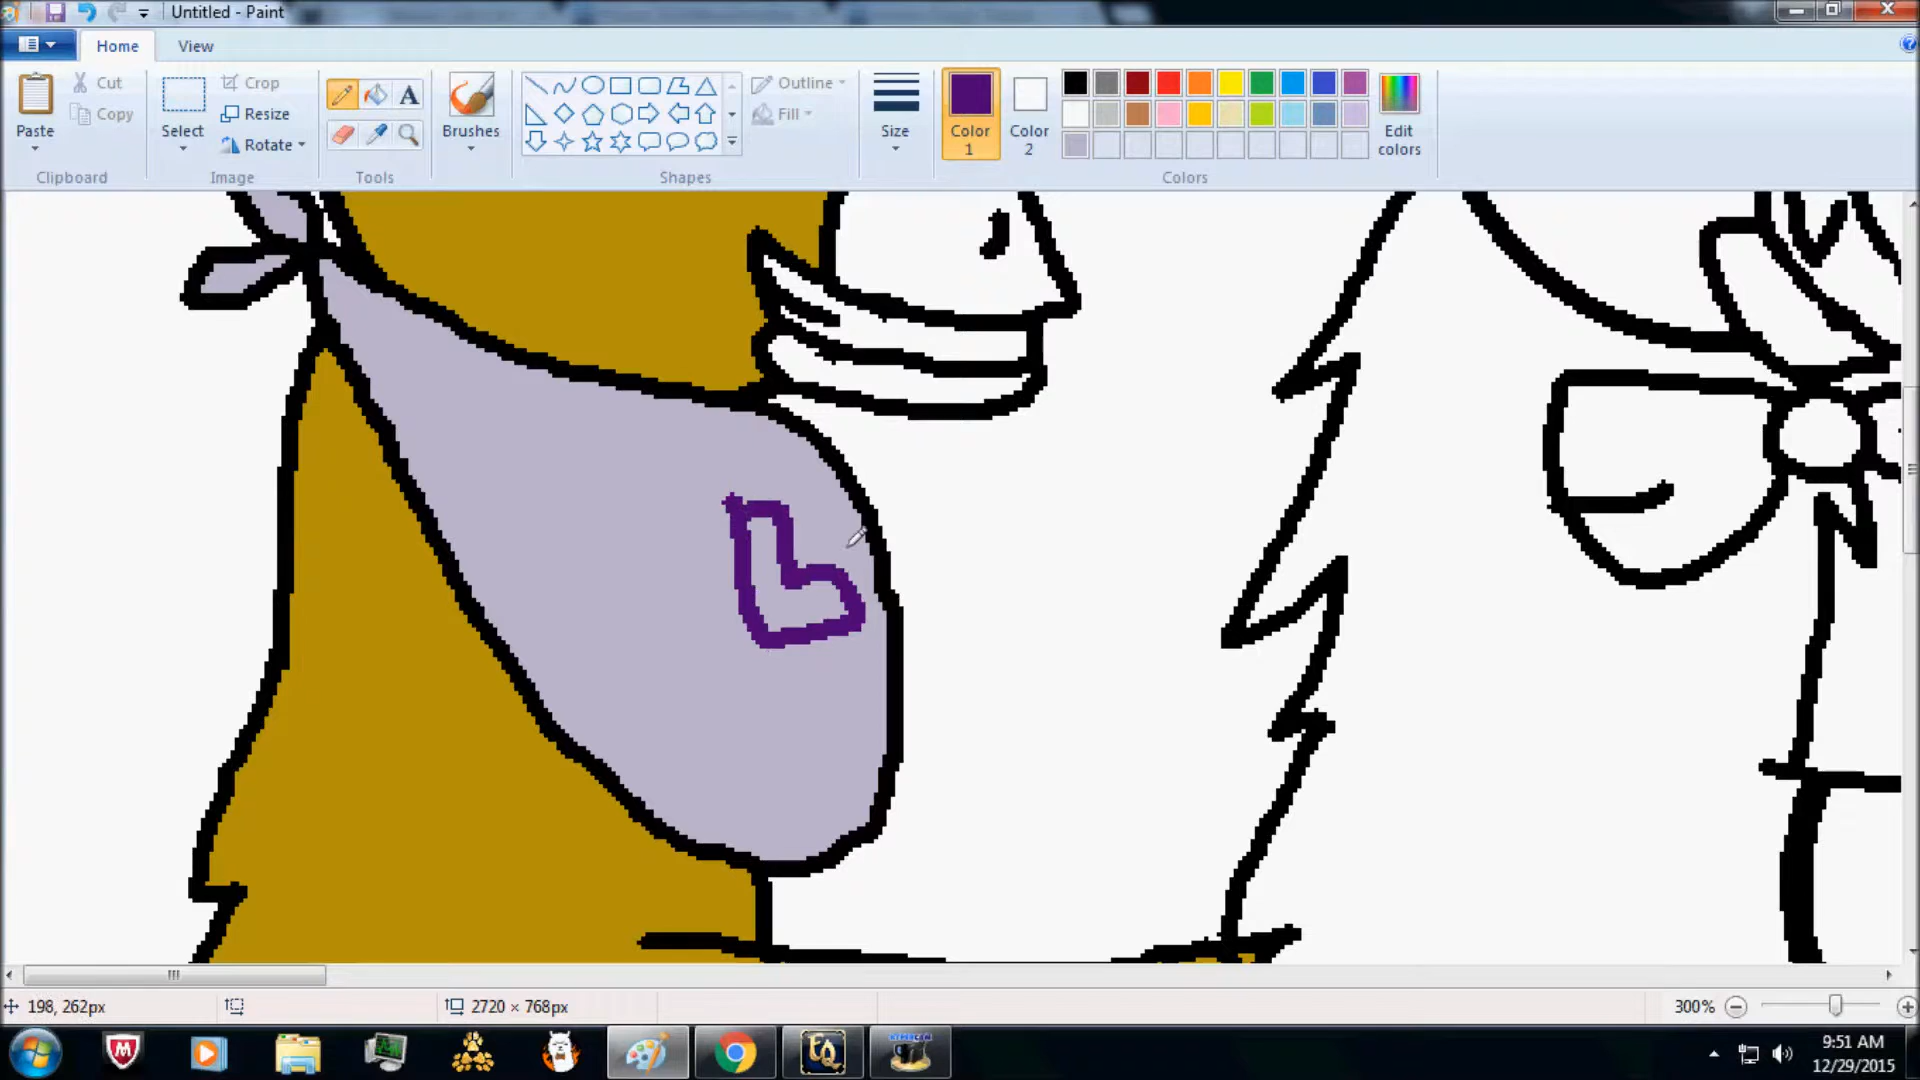 Untitled - Paint
Home View
Paste
Cut
Copy
Clipboard
Select
Crop
Resize
Rotate
Image
A
Tools
Brushes
Outline
Fill
Shapes
Size
Color 1
Color 2
Edit colors
Colors
198, 262px
2720 × 768px
300%
9:51 AM
12/29/2015
EQ